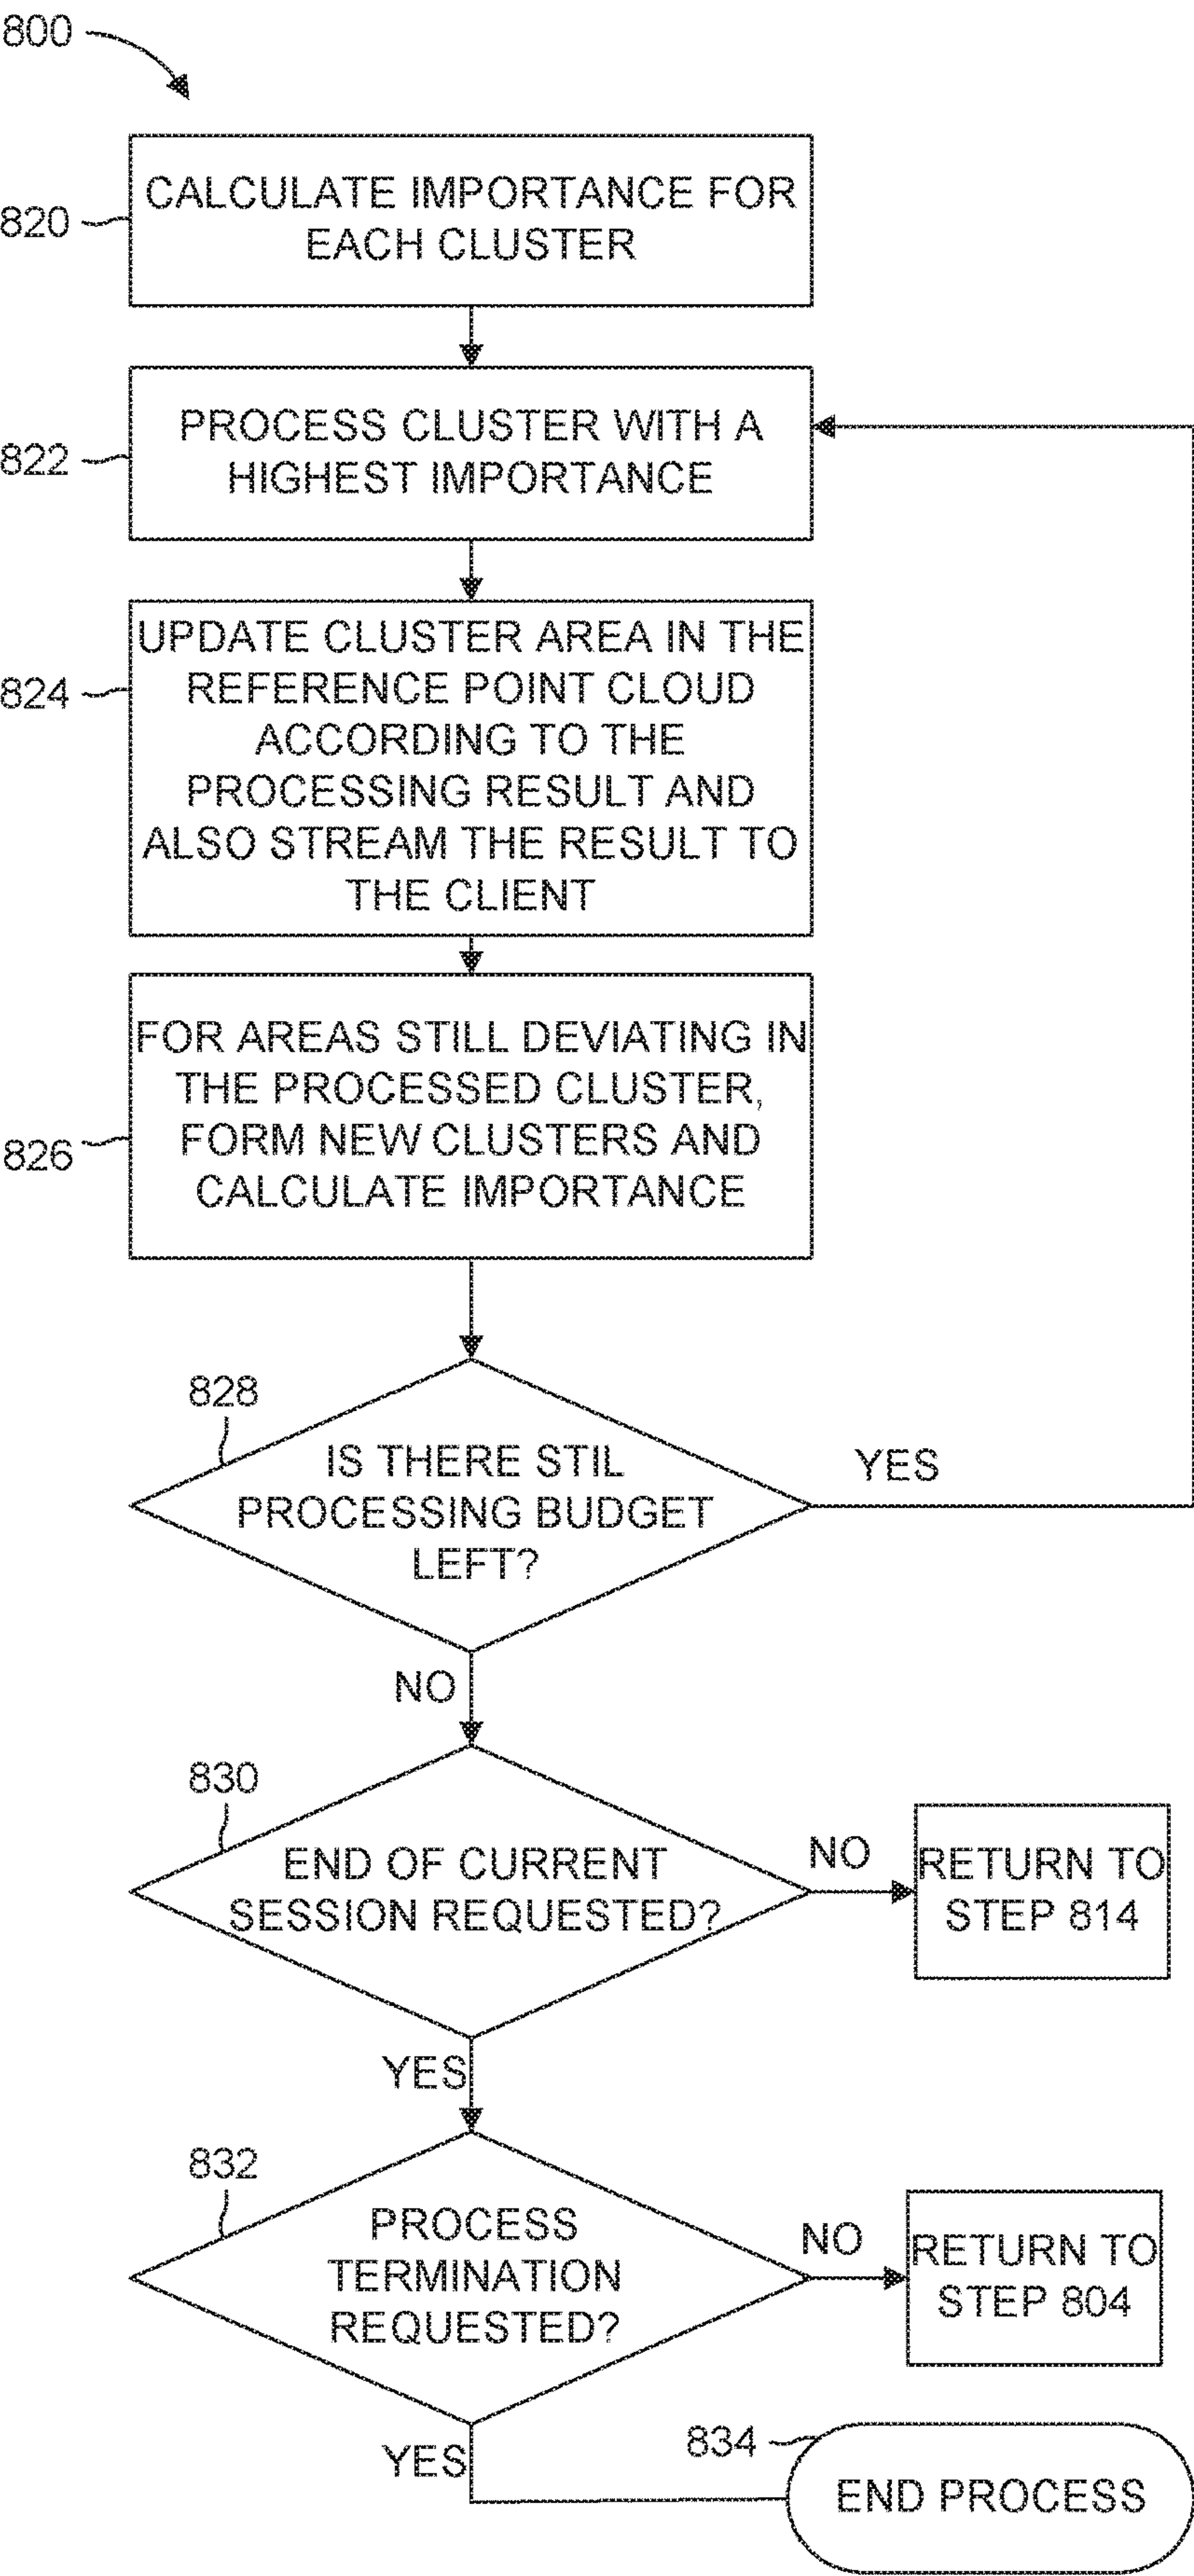 800
820
CALCULATE IMPORTANCE FOR
EACH CLUSTER
822
PROCESS CLUSTER WITH A
HIGHEST IMPORTANCE
824
UPDATE CLUSTER AREA IN THE
REFERENCE POINT CLOUD
ACCORDING TO THE
PROCESSING RESULT AND
ALSO STREAM THE RESULT TO
THE CLIENT
826
FOR AREAS STILL DEVIATING IN
THE PROCESSED CLUSTER,
FORM NEW CLUSTERS AND
CALCULATE IMPORTANCE
828
IS THERE STIL
PROCESSING BUDGET
LEFT?
YES
NO
830
END OF CURRENT
SESSION REQUESTED?
NO
RETURN TO
STEP 814
YES
832
PROCESS
TERMINATION
REQUESTED?
NO
RETURN TO
STEP 804
YES
834
END PROCESS